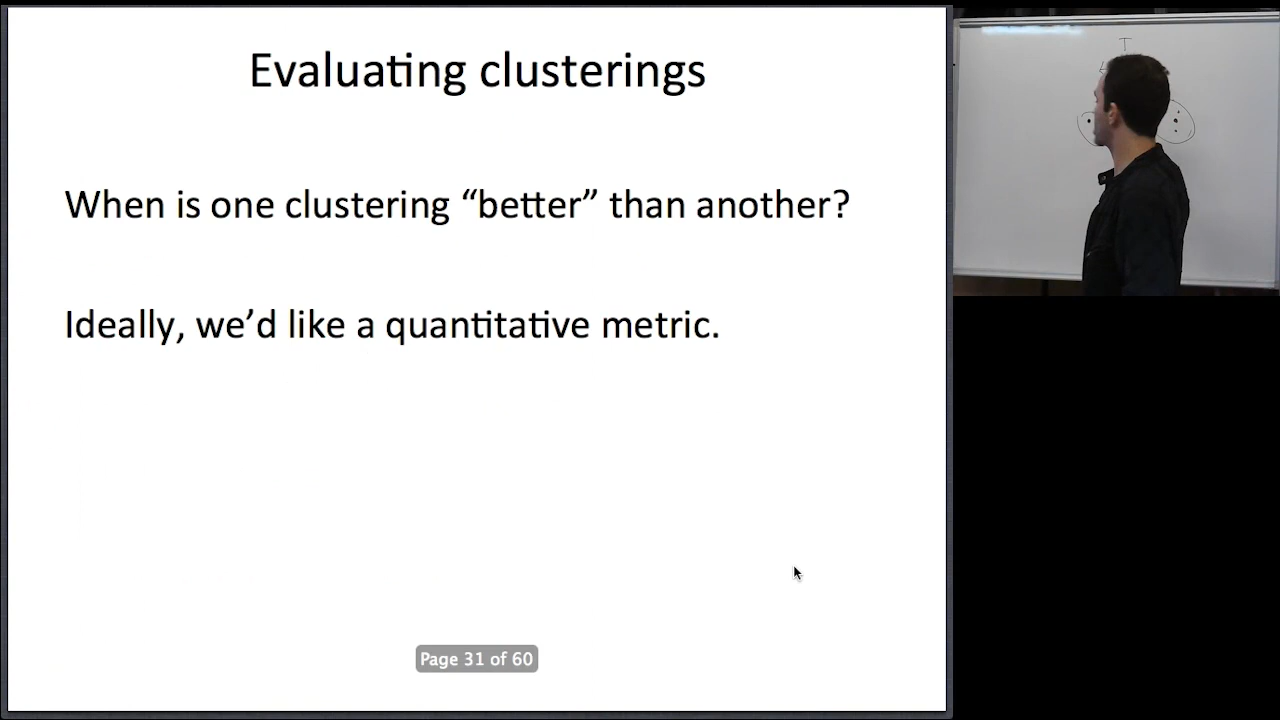 Evaluating clusterings
When is one clustering “better” than another?
Ideally, we’d like a quantitative metric.
Page 31 of 60
T